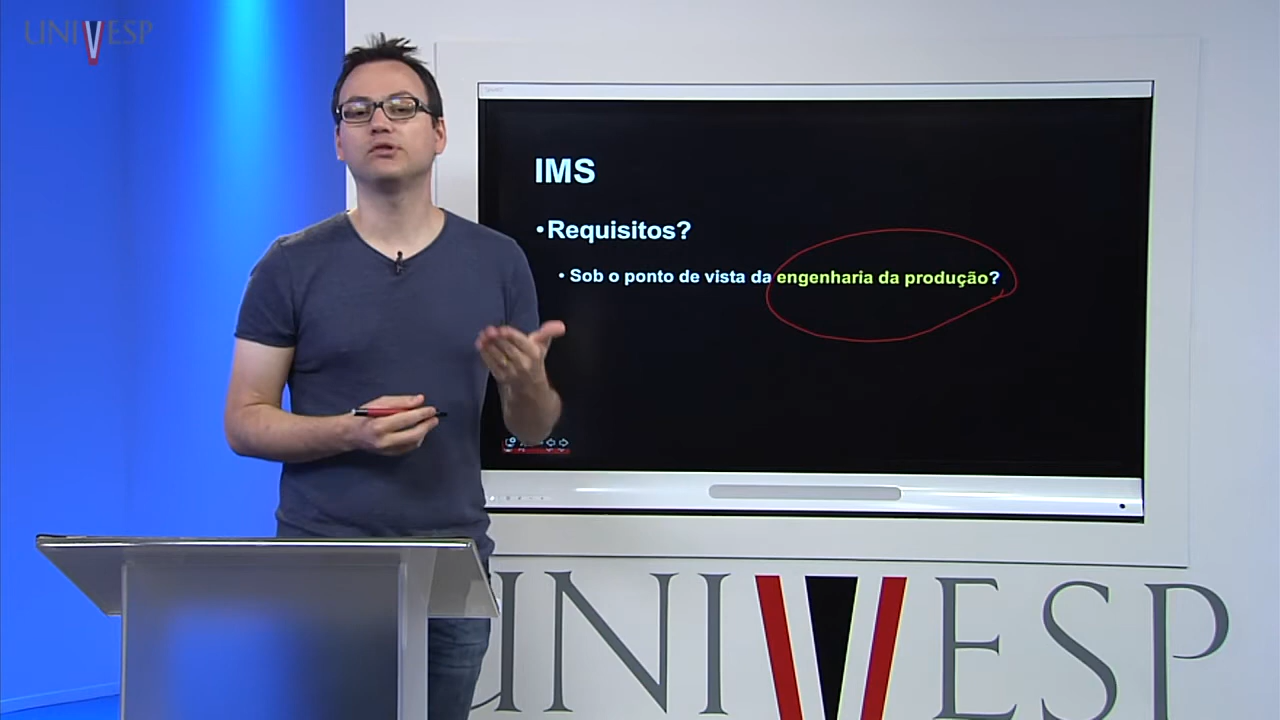 UNIVESP
IMS
•Requisitos?
• Sob o ponto de vista da engenharia da produção?
UNIVESP